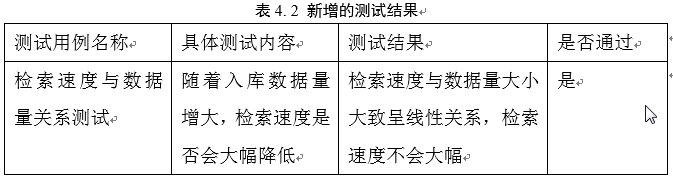 表 4.2 新增的测试结果
测试用例名称 具体测试内容 测试结果 是否通过
检索速度与数据 随着入库数据量 检索速度与数据量大小 是
量关系测试 增大，检索速度是 大致呈线性关系，检索
否会大幅降低 速度不会大幅